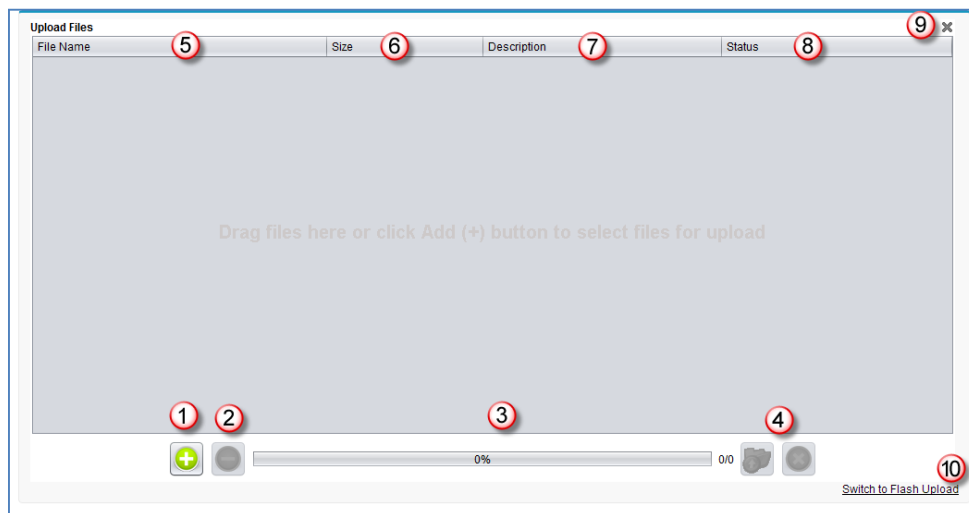 Upload Files 9
File Name 5 Size 6 Description 7 Status 8
Drag files here or click Add (+) button to select files for upload
1 2 3 4
0% 0/0
10
Switch to Flash Upload